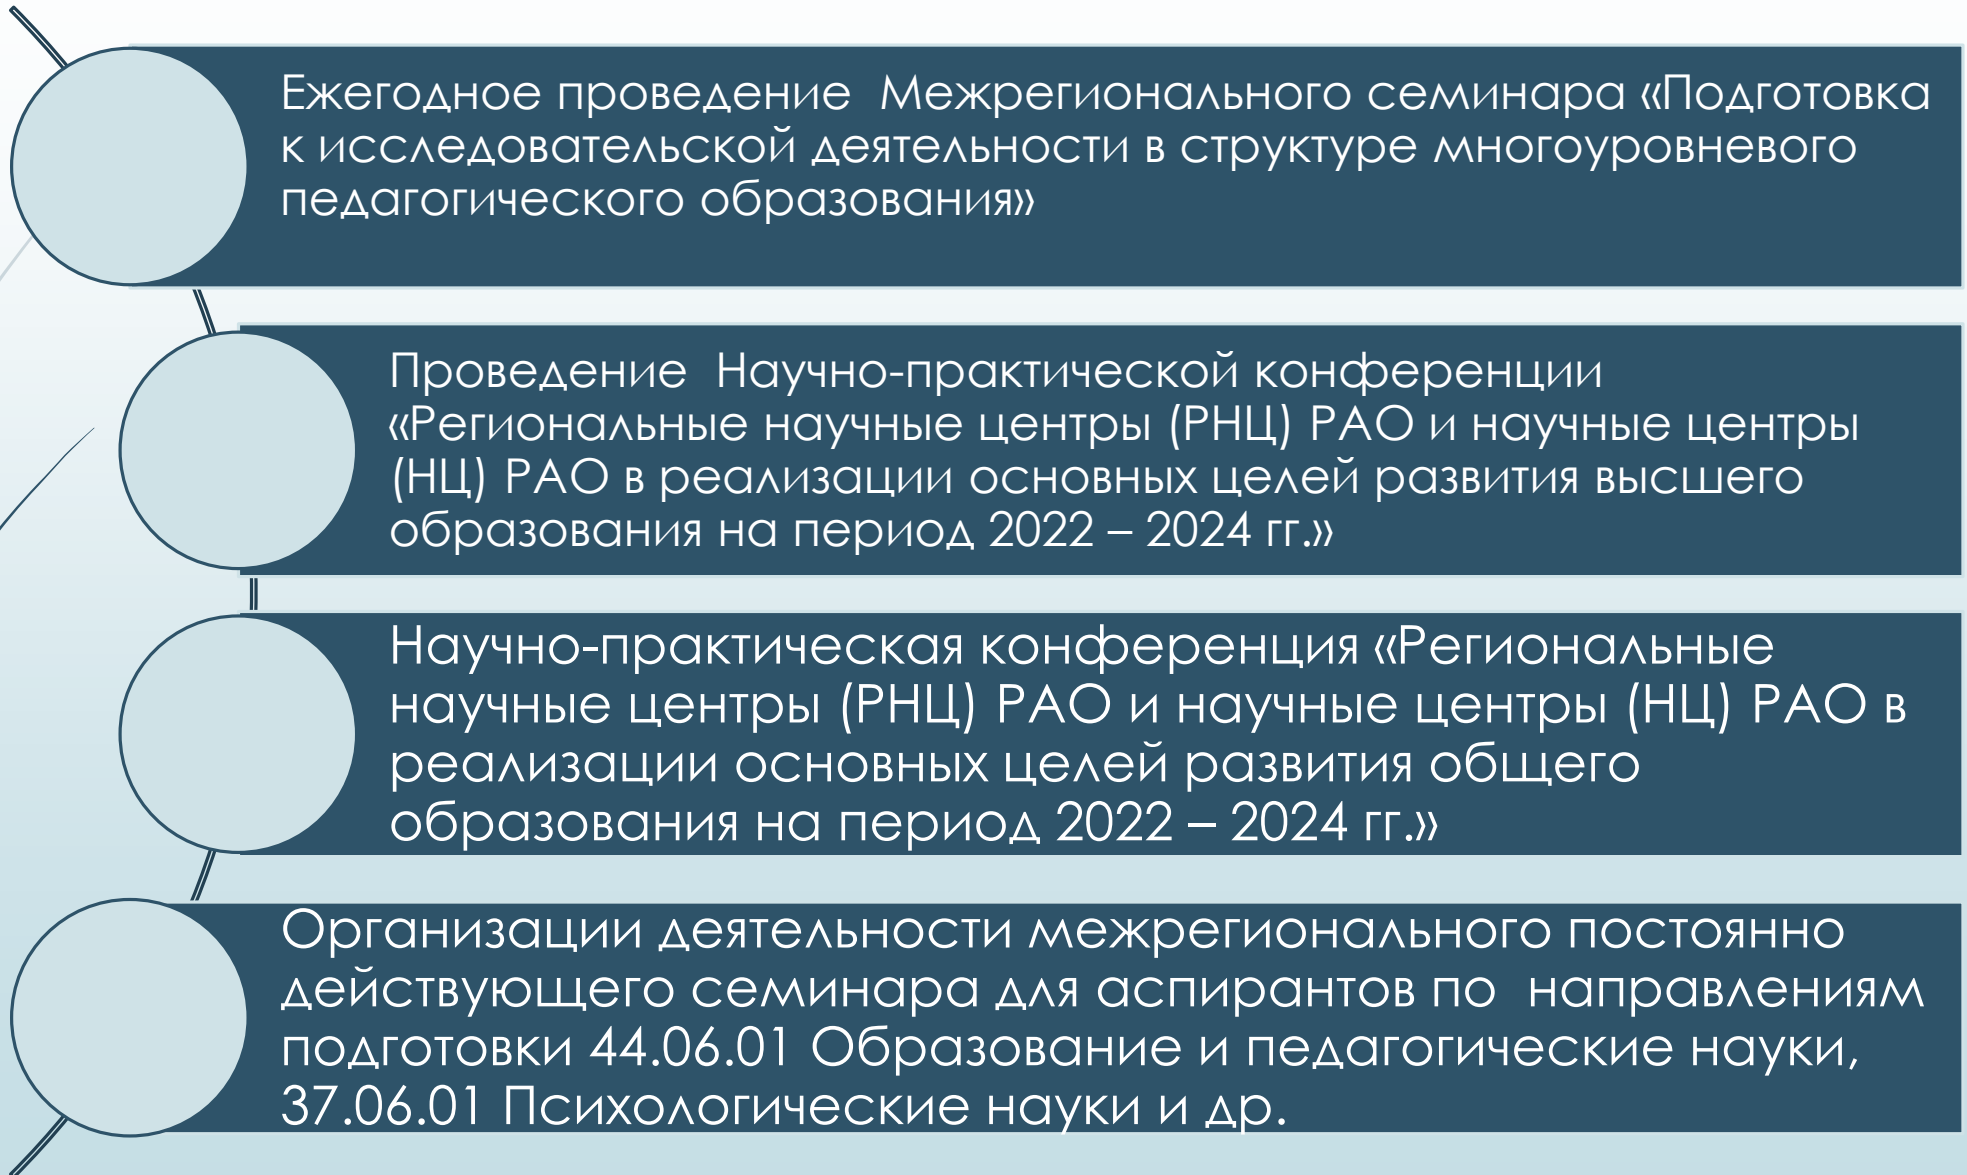 Ежегодное проведение  Межрегионального семинара «Подготовка
к исследовательской деятельности в структуре многоуровневого
педагогического образования»
Проведение  Научно-практической конференции
«Региональные научные центры (РНЦ) РАО и научные центры
(НЦ) РАО в реализации основных целей развития высшего
образования на период 2022 – 2024 гг.»
Научно-практическая конференция «Региональные
научные центры (РНЦ) РАО и научные центры (НЦ) РАО в
реализации основных целей развития общего
образования на период 2022 – 2024 гг.»
Организации деятельности межрегионального постоянно
действующего семинара для аспирантов по  направлениям
подготовки 44.06.01 Образование и педагогические науки,
37.06.01 Психологические науки и др.